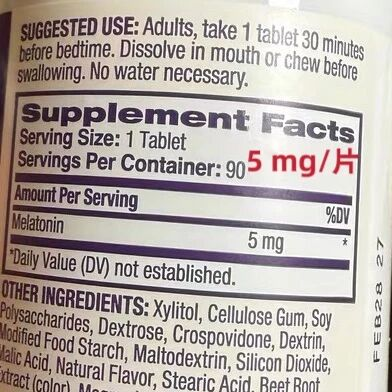 SUGGESTED USE: Adults, take 1 tablet 30 minutes
before bedtime. Dissolve in mouth or chew before
swallowing. No water necessary.
Supplement Facts
Serving Size: 1 Tablet
Servings Per Container: 90
5 mg/片
Amount Per Serving
%DV
Melatonin
5 mg
*
*Daily Value (DV) not established.
OTHER INGREDIENTS: Xylitol, Cellulose Gum, Soy
Polysaccharides, Dextrose, Crospovidone, Dextrin,
Modified Food Starch, Maltodextrin, Silicon Dioxide,
Malic Acid, Natural Flavor, Stearic Acid, Beet Root
Extract (color),
FEB28 27